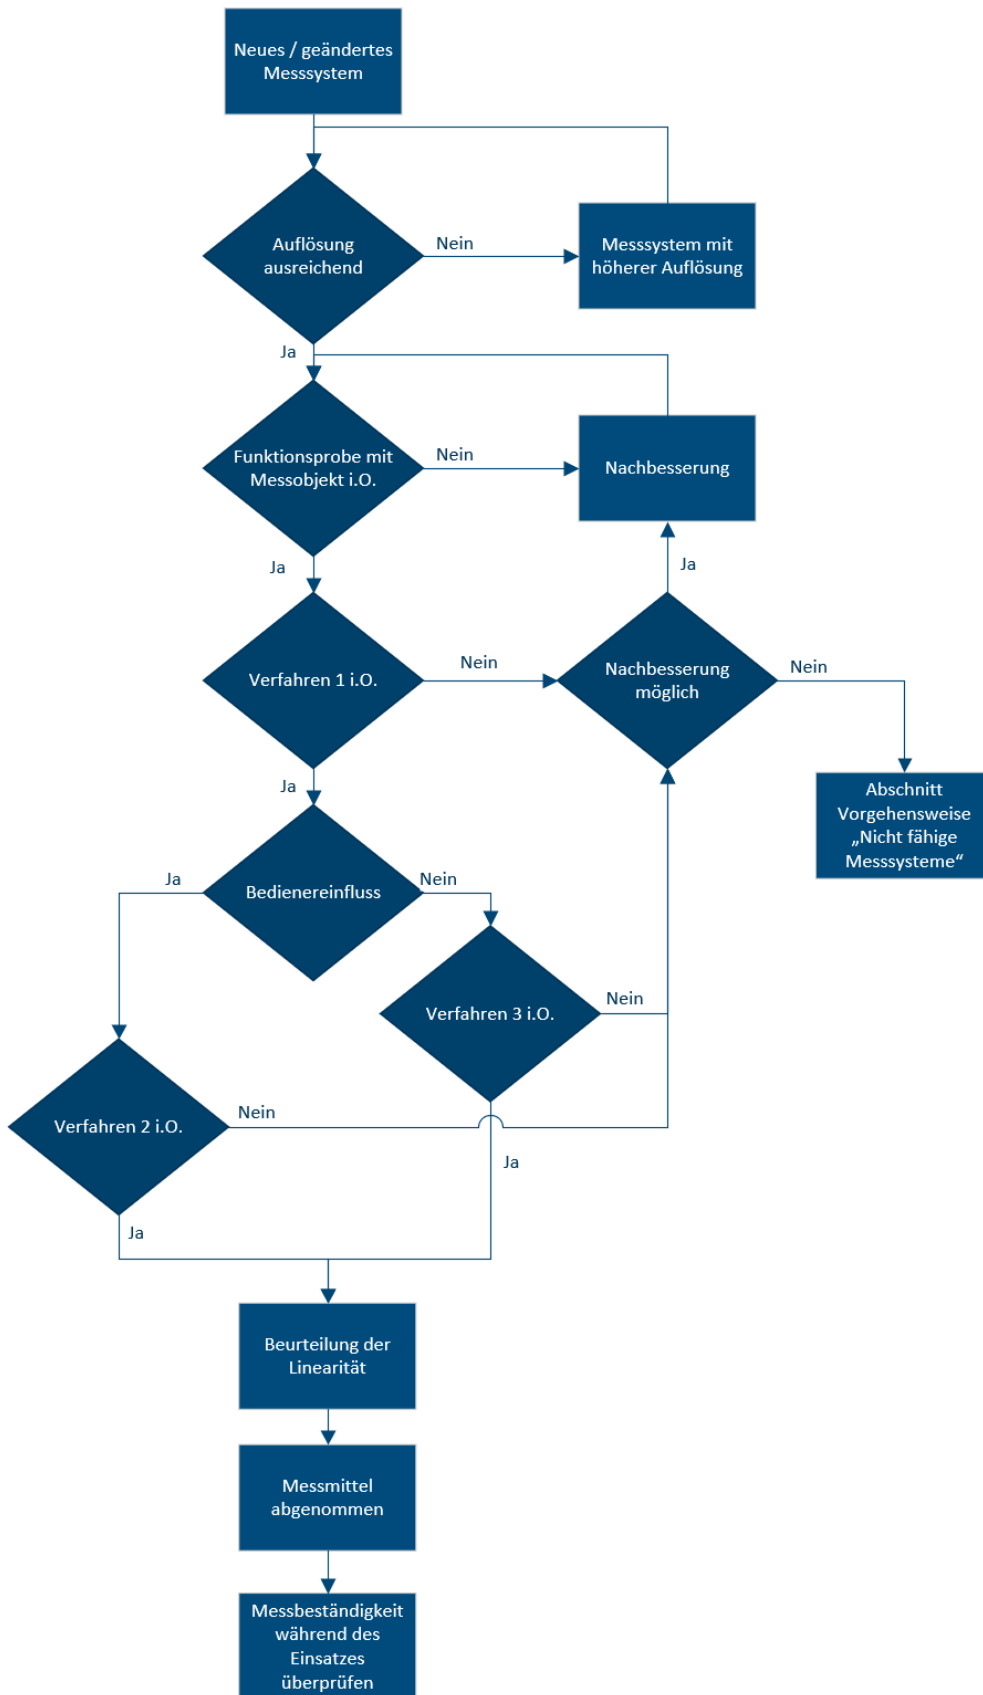 Neues / geändertes
Messsystem
Auflösung
ausreichend
Nein
Messsystem mit
höherer Auflösung
Ja
Funktionsprobe mit
Messobjekt i.O.
Nein
Nachbesserung
Ja
Ja
Verfahren 1 i.O.
Nein
Nachbesserung
möglich
Nein
Ja
Abschnitt
Vorgehensweise
„Nicht fähige
Messsysteme“
Ja
Bedienereinfluss
Nein
Verfahren 3 i.O.
Nein
Verfahren 2 i.O.
Nein
Ja
Ja
Beurteilung der
Linearität
Messmittel
abgenommen
Messbeständigkeit
während des
Einsatzes
überprüfen